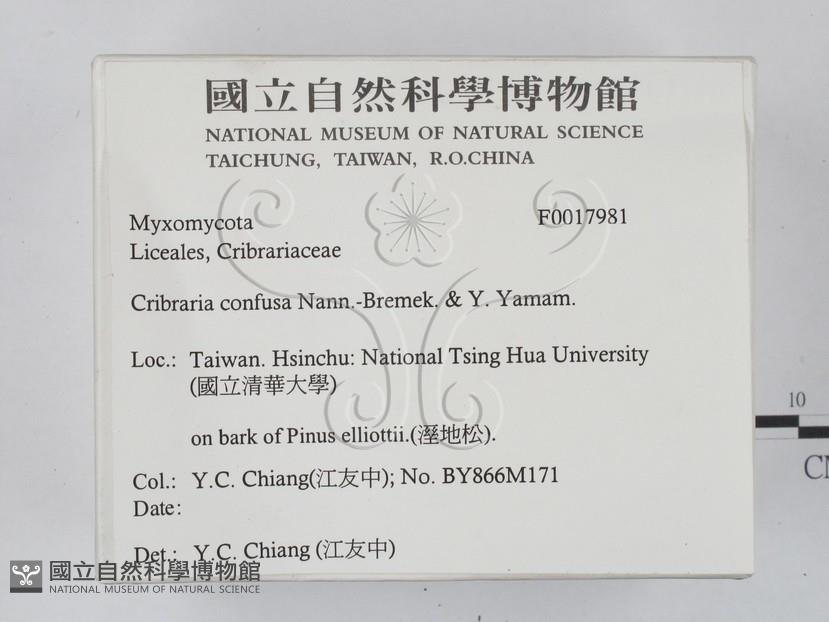 國立自然科學博物館
NATIONAL MUSEUM OF NATURAL SCIENCE
TAICHUNG, TAIWAN, R.O.CHINA
Myxomycota F0017981
Liceales, Cribrariaceae
Cribraria confusa Nann.-Bremek. & Y. Yamam.
Loc.: Taiwan. Hsinchu: National Tsing Hua University
(國立清華大學)
on bark of Pinus elliottii.(溼地松).
Col.: Y.C. Chiang(江友中); No. BY866M171
Date:
Det.: Y.C. Chiang (江友中)
10
國立自然科學博物館
NATIONAL MUSEUM OF NATURAL SCIENCE